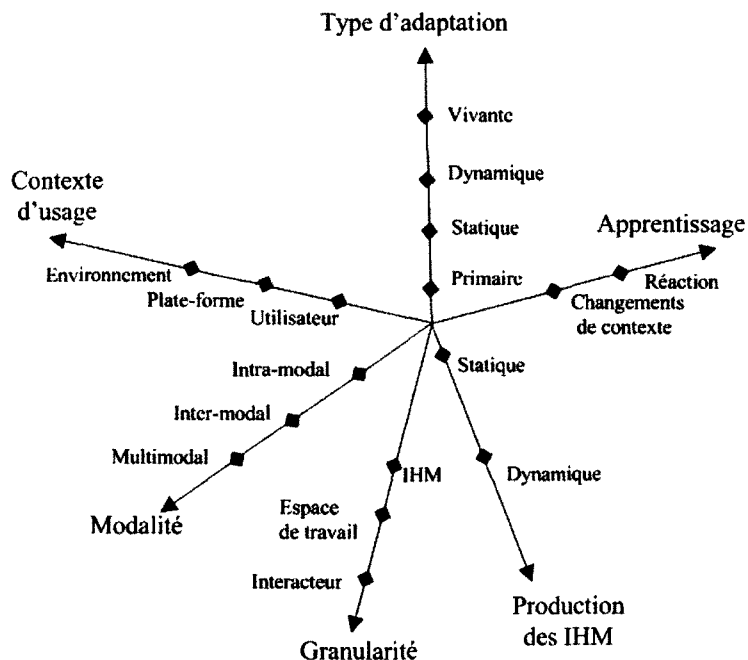 Type d'adaptation
Vivante
Dynamique
Statique
Primaire
Contexte
d'usage
Environnement
Plate-forme
Utilisateur
Apprentissage
Réaction
Changements
de contexte
Intra-modal
Inter-modal
Multimodal
Modalité
IHM
Espace
de travail
Interacteur
Granularité
Statique
Dynamique
Production
des IHM